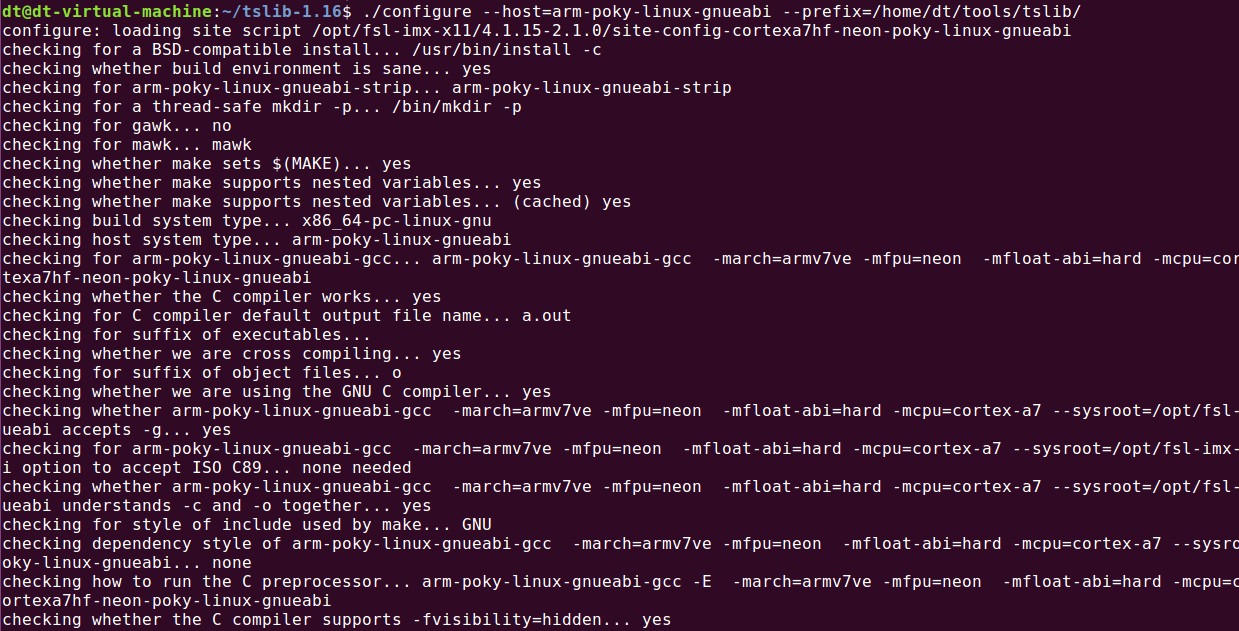 dt@dt-virtual-machine:~/tslib-1.16$ ./configure --host=arm-poky-linux-gnueabi --prefix=/home/dt/tools/tslib/
configure: loading site script /opt/fsl-imx-x11/4.1.15-2.1.0/site-config-cortexa7hf-neon-poky-linux-gnueabi
checking for a BSD-compatible install... /usr/bin/install -c
checking whether build environment is sane... yes
checking for arm-poky-linux-gnueabi-strip... arm-poky-linux-gnueabi-strip
checking for a thread-safe mkdir -p... /bin/mkdir -p
checking for gawk... no
checking for mawk... mawk
checking whether make sets $(MAKE)... yes
checking whether make supports nested variables... yes
checking whether make supports nested variables... (cached) yes
checking build system type... x86_64-pc-linux-gnu
checking host system type... arm-poky-linux-gnueabi
checking for arm-poky-linux-gnueabi-gcc... arm-poky-linux-gnueabi-gcc  -march=armv7ve -mfpu=neon  -mfloat-abi=hard -mcpu=cor
texa7hf-neon-poky-linux-gnueabi
checking whether the C compiler works... yes
checking for C compiler default output file name... a.out
checking for suffix of executables...
checking whether we are cross compiling... yes
checking for suffix of object files... o
checking whether we are using the GNU C compiler... yes
checking whether arm-poky-linux-gnueabi-gcc  -march=armv7ve -mfpu=neon  -mfloat-abi=hard -mcpu=cortex-a7 --sysroot=/opt/fsl-
ueabi accepts -g... yes
checking for arm-poky-linux-gnueabi-gcc  -march=armv7ve -mfpu=neon  -mfloat-abi=hard -mcpu=cortex-a7 --sysroot=/opt/fsl-imx-
i option to accept ISO C89... none needed
checking whether arm-poky-linux-gnueabi-gcc  -march=armv7ve -mfpu=neon  -mfloat-abi=hard -mcpu=cortex-a7 --sysroot=/opt/fsl-
ueabi understands -c and -o together... yes
checking for style of include used by make... GNU
checking dependency style of arm-poky-linux-gnueabi-gcc  -march=armv7ve -mfpu=neon  -mfloat-abi=hard -mcpu=cortex-a7 --sysro
oky-linux-gnueabi... none
checking how to run the C preprocessor... arm-poky-linux-gnueabi-gcc -E  -march=armv7ve -mfpu=neon  -mfloat-abi=hard -mcpu=c
ortexa7hf-neon-poky-linux-gnueabi
checking whether the C compiler supports -fvisibility=hidden... yes